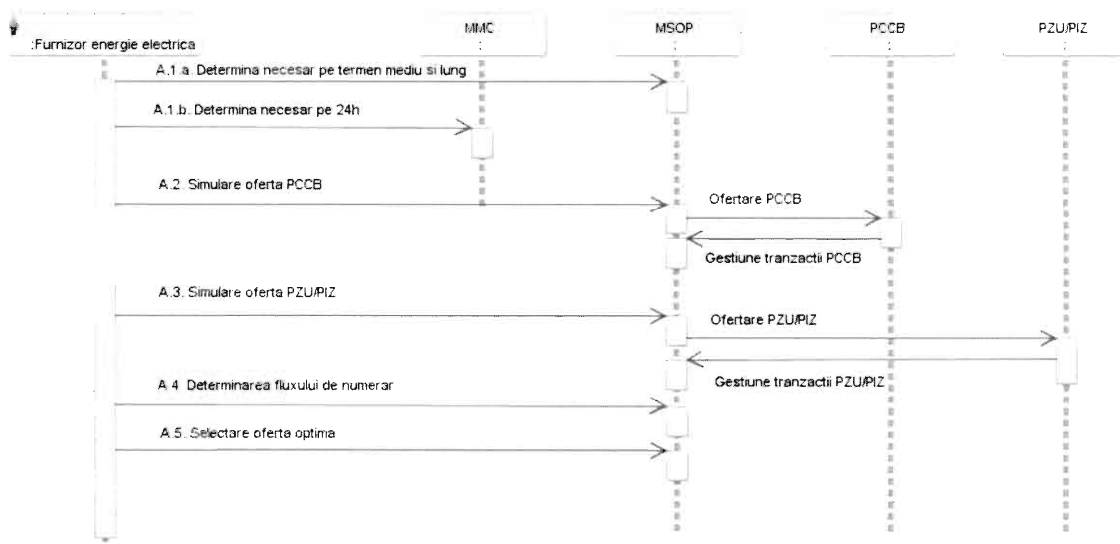 MMC
MSOP
PCCB
PZU/PIZ
:Furnizor energie electrica
A.1.a. Determina necesar pe termen mediu si lung
A.1.b. Determina necesar pe 24h
A.2. Simulare oferta PCCB
Ofertare PCCB
Gestiune tranzactii PCCB
A.3. Simulare oferta PZU/PIZ
Ofertare PZU/PIZ
Gestiune tranzactii PZU/PIZ
A.4. Determinarea fluxului de numerar
A.5. Selectare oferta optima